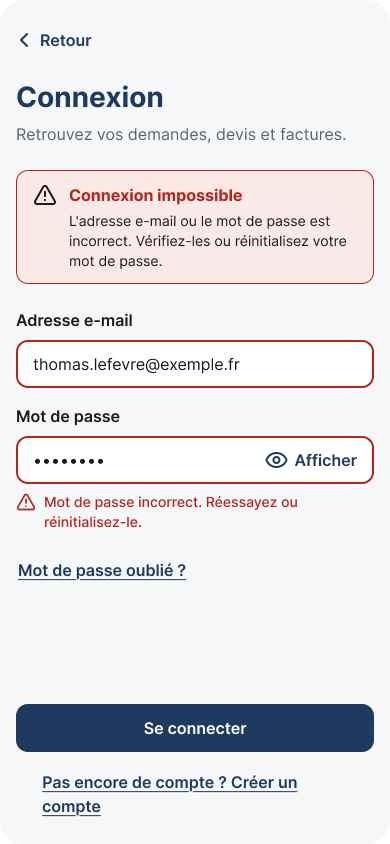 Retour
Connexion
Retrouvez vos demandes, devis et factures.
Connexion impossible
L'adresse e-mail ou le mot de passe est
incorrect. Vérifiez-les ou réinitialisez votre
mot de passe.
Adresse e-mail
thomas.lefevre@exemple.fr
Mot de passe
••••••••
Afficher
Mot de passe incorrect. Réessayez ou
réinitialisez-le.
Mot de passe oublié ?
Se connecter
Pas encore de compte ? Créer un
compte